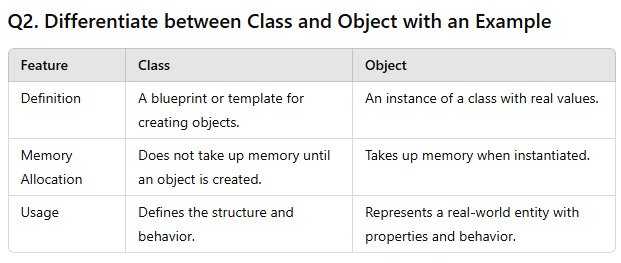 Q2. Differentiate between Class and Object with an Example
Feature Class Object
Definition A blueprint or template for creating objects. An instance of a class with real values.
Memory Allocation Does not take up memory until an object is created. Takes up memory when instantiated.
Usage Defines the structure and behavior. Represents a real-world entity with properties and behavior.